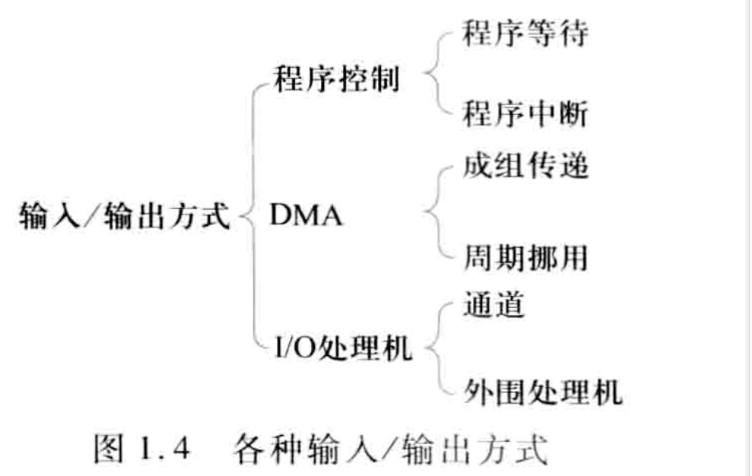 程序等待
程序控制
程序中断
成组传递
输入/输出方式
DMA
周期挪用
通道
I/O处理机
外围处理机
图 1.4 各种输入/输出方式